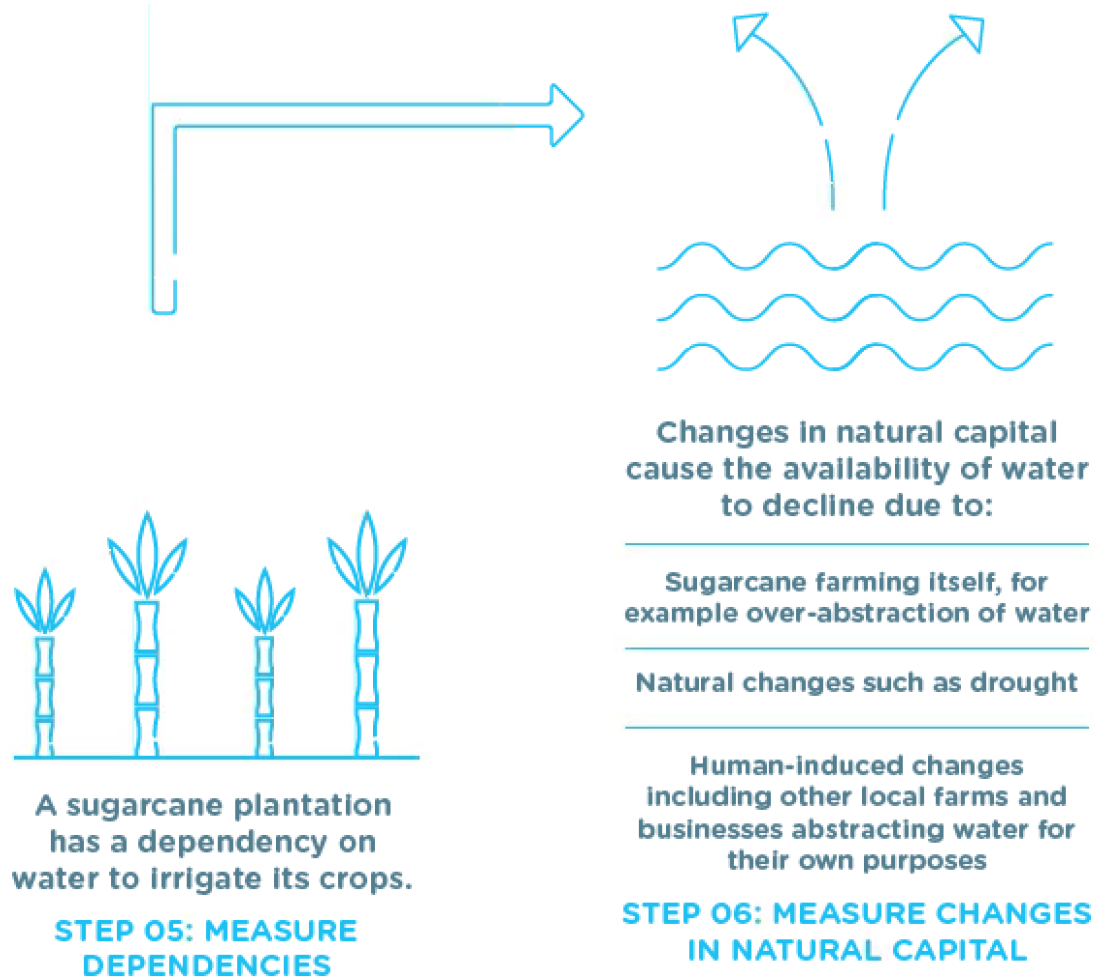 A sugarcane plantation
has a dependency on
water to irrigate its crops.
STEP 05: MEASURE
DEPENDENCIES
Changes in natural capital
cause the availability of water
to decline due to:
Sugarcane farming itself, for
example over-abstraction of water
Natural changes such as drought
Human-induced changes
including other local farms and
businesses abstracting water for
their own purposes
STEP 06: MEASURE CHANGES
IN NATURAL CAPITAL